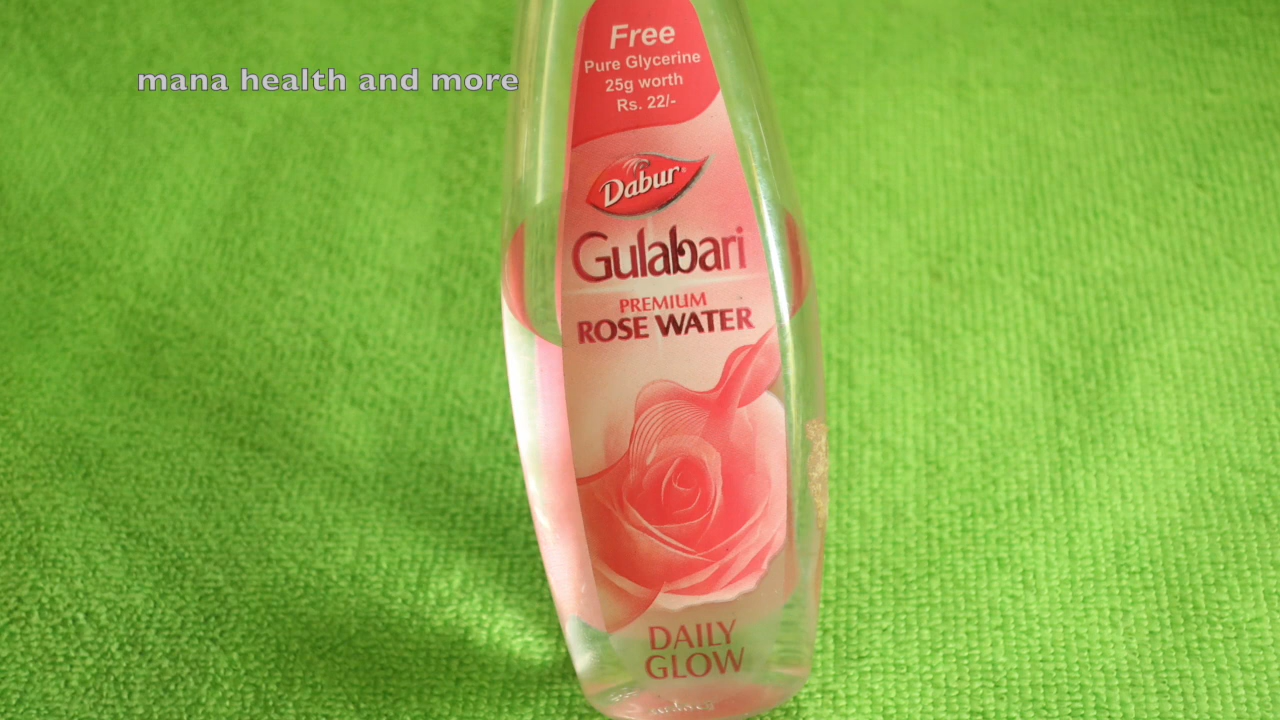 mana health and more
Free
Pure Glycerine
25g worth
Rs. 22/-
Dabur
Gulabari
PREMIUM
ROSE WATER
DAILY
GLOW